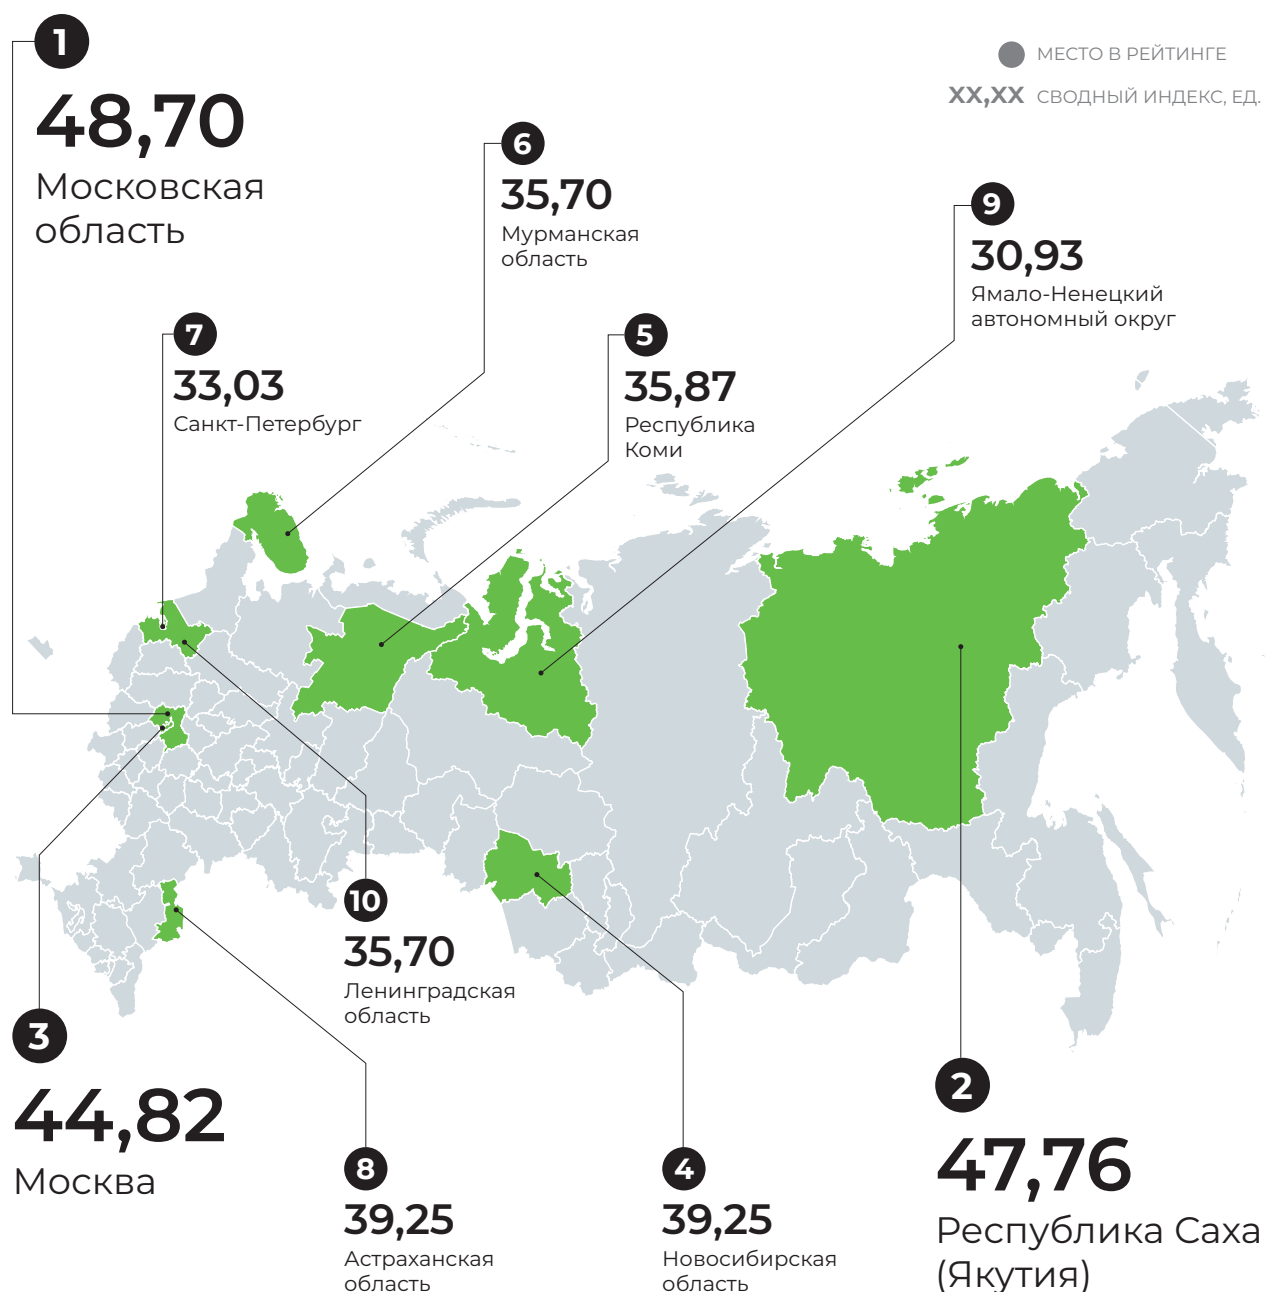 1
48,70
Московская
область
МЕСТО В РЕЙТИНГЕ
XX,XX СВОДНЫЙ ИНДЕКС, ЕД.
6
35,70
Мурманская
область
9
30,93
Ямало-Ненецкий
автономный округ
7
33,03
Санкт-Петербург
5
35,87
Республика
Коми
10
35,70
Ленинградская
область
3
44,82
Москва
8
39,25
Астраханская
область
4
39,25
Новосибирская
область
2
47,76
Республика Саха
(Якутия)